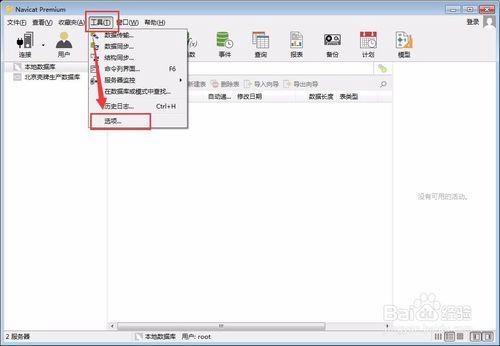 Navicat Premium
文件(F) 查看(V) 收藏夹(A) 工具(T) 窗口(W) 帮助(H) 登录
连接 用户 事件 查询 报表 备份 计划 模型
数据传输...
数据同步...
结构同步...
命令列界面... F6
服务器监控
在数据库或模式中查找...
历史日志... Ctrl+H
选项...
本地数据库
北京亮牌生产数据库
新建表 删除表 导入向导 导出向导
自动递... 修改日期 数据长度 表类型
没有可用的活动。
Baidu经验
jingyan.baidu.com
2 服务器 本地数据库 用户: root